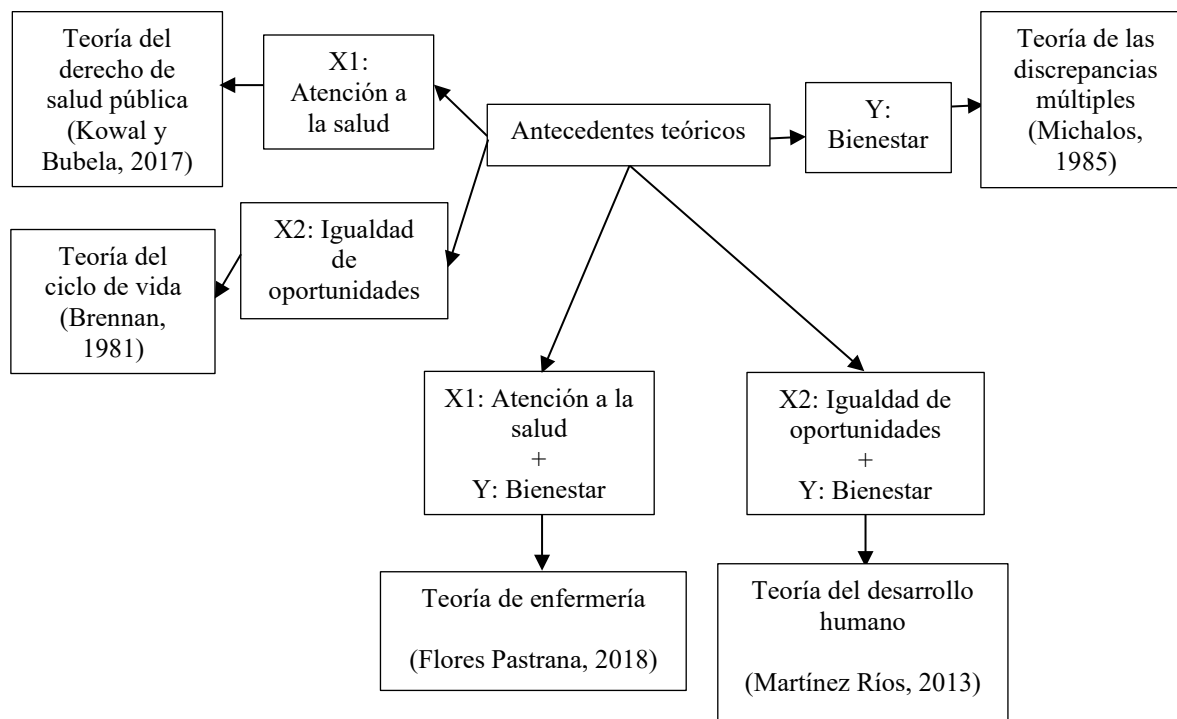 Teoría del
derecho de
salud pública
(Kowal y
Bubela, 2017)
X1:
Atención a
la salud
Antecedentes teóricos
Y:
Bienestar
Teoría de las
discrepancias
múltiples
(Michalos,
1985)
Teoría del
ciclo de vida
(Brennan,
1981)
X2: Igualdad
de
oportunidades
X1: Atención a la
salud
+
Y: Bienestar
X2: Igualdad de
oportunidades
+
Y: Bienestar
Teoría de enfermería
(Flores Pastrana, 2018)
Teoría del desarrollo
humano
(Martínez Ríos, 2013)